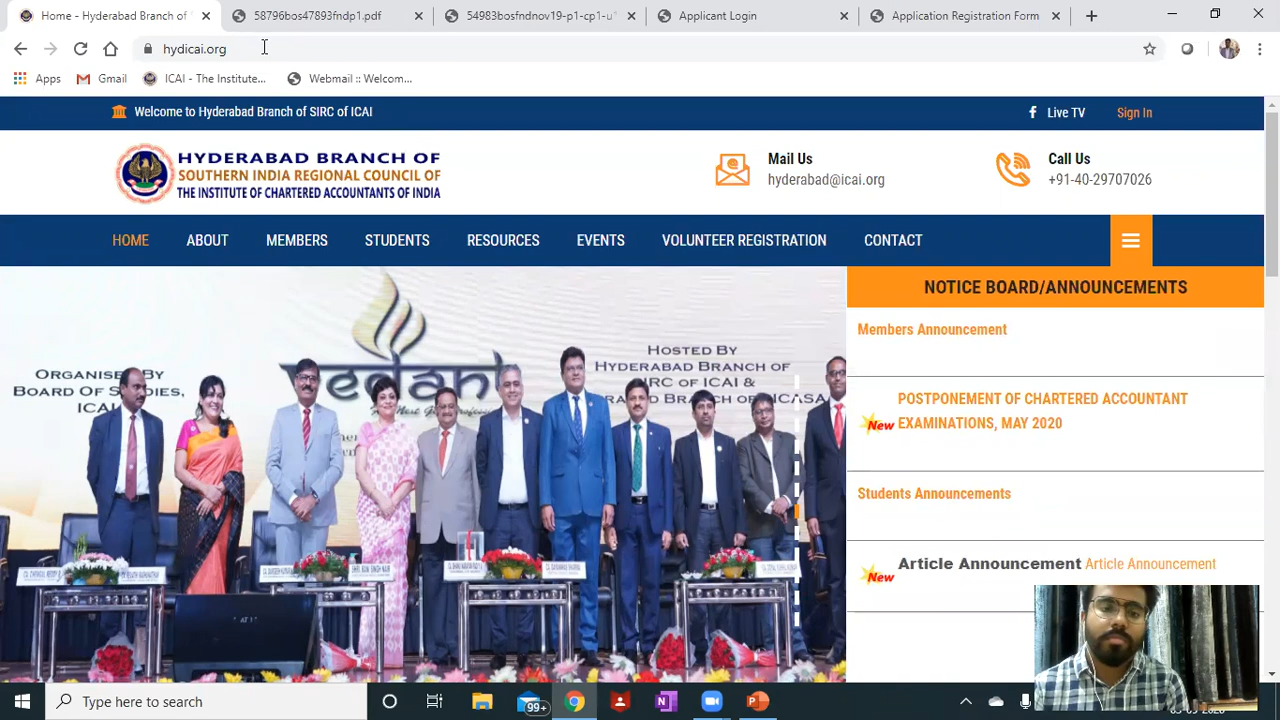 Home - Hyderabad Branch of
58796bos47893fndp1.pdf
54983bosfndnov19-p1-cp1-u
Applicant Login
Application Registration Form
hydicai.org
Apps
Gmail
ICAI - The Institute...
Webmail :: Welcom...
Welcome to Hyderabad Branch of SIRC of ICAI
Live TV
Sign In
HYDERABAD BRANCH OF
SOUTHERN INDIA REGIONAL COUNCIL OF
THE INSTITUTE OF CHARTERED ACCOUNTANTS OF INDIA
Mail Us
hyderabad@icai.org
Call Us
+91-40-29707026
HOME
ABOUT
MEMBERS
STUDENTS
RESOURCES
EVENTS
VOLUNTEER REGISTRATION
CONTACT
NOTICE BOARD/ANNOUNCEMENTS
Members Announcement
New POSTPONEMENT OF CHARTERED ACCOUNTANT
EXAMINATIONS, MAY 2020
Students Announcements
New Article Announcement Article Announcement
ORGANISED BY
BOARD OF STUDIES,
ICAI
HOSTED BY
HYDERABAD BRANCH OF
SIRC OF ICAI &
BRANCH OF
Type here to search
99+